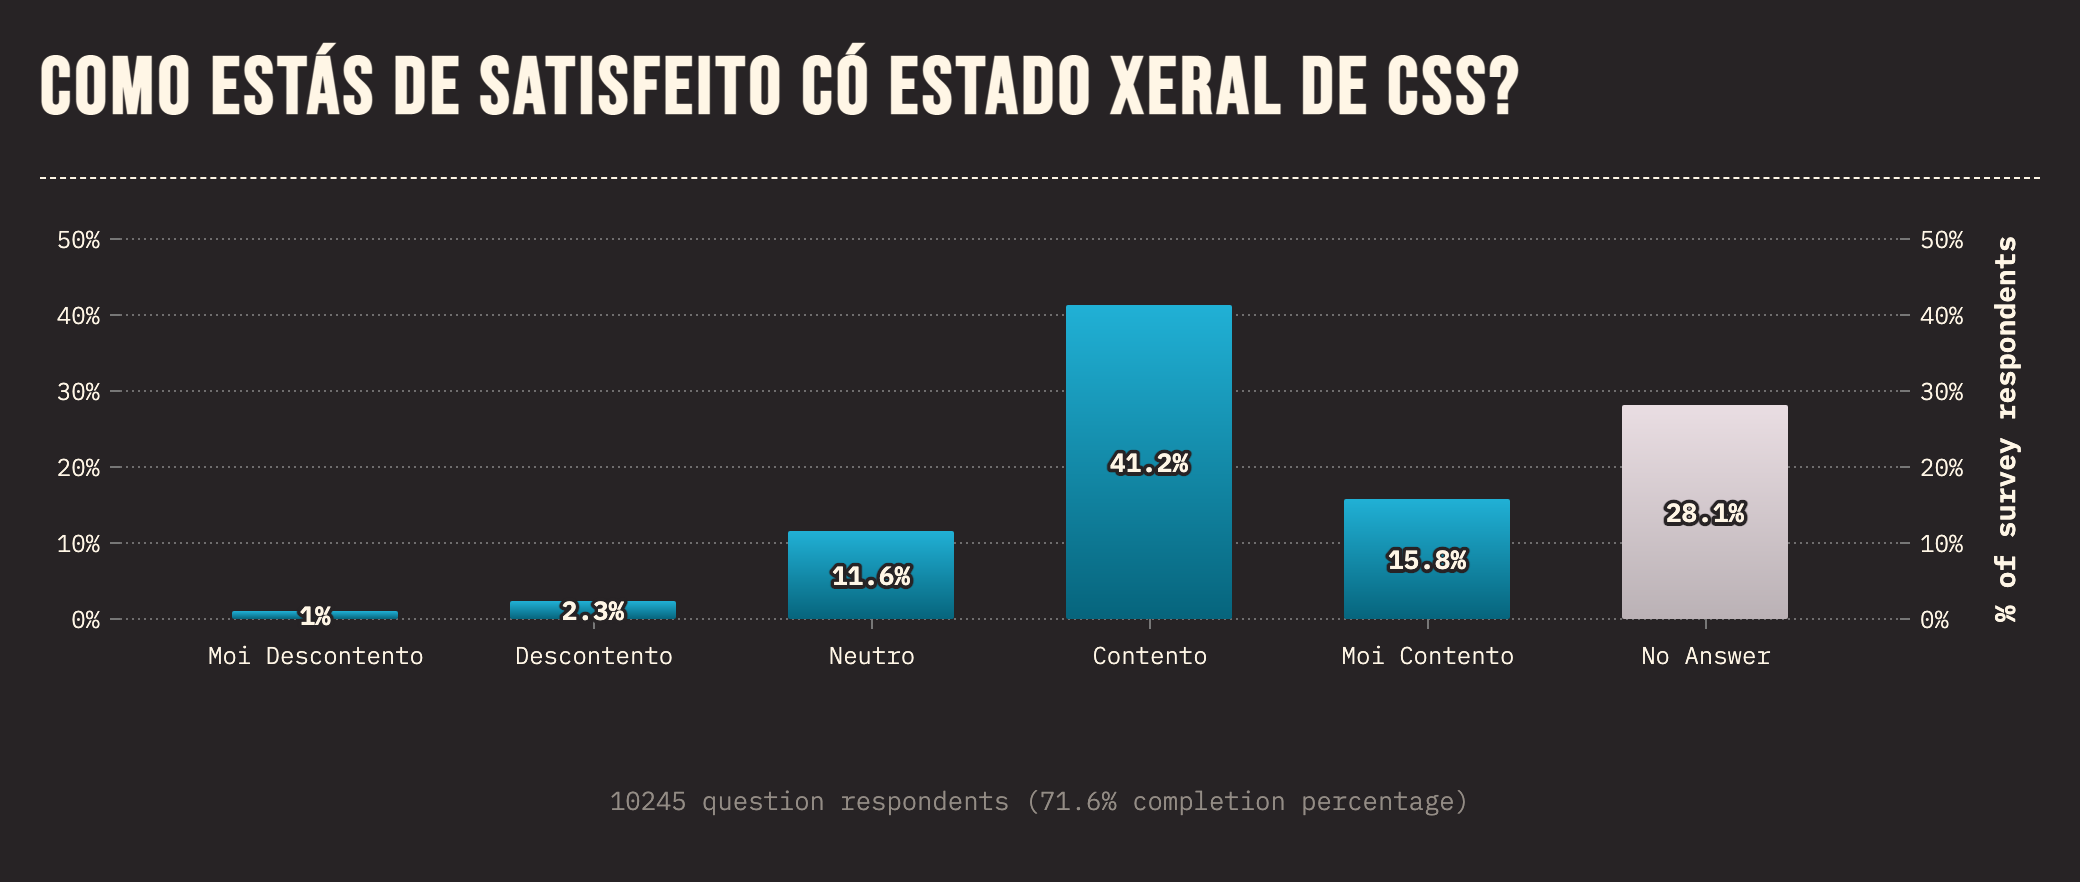 COMO ESTÁS DE SATISFEITO CÓ ESTADO XERAL DE CSS?
50%
40%
30%
20%
10%
0%
50%
40%
30%
20%
10%
0%
% of survey respondents
1%
2.3%
11.6%
41.2%
15.8%
28.1%
Moi Descontento
Descontento
Neutro
Contento
Moi Contento
No Answer
10245 question respondents (71.6% completion percentage)